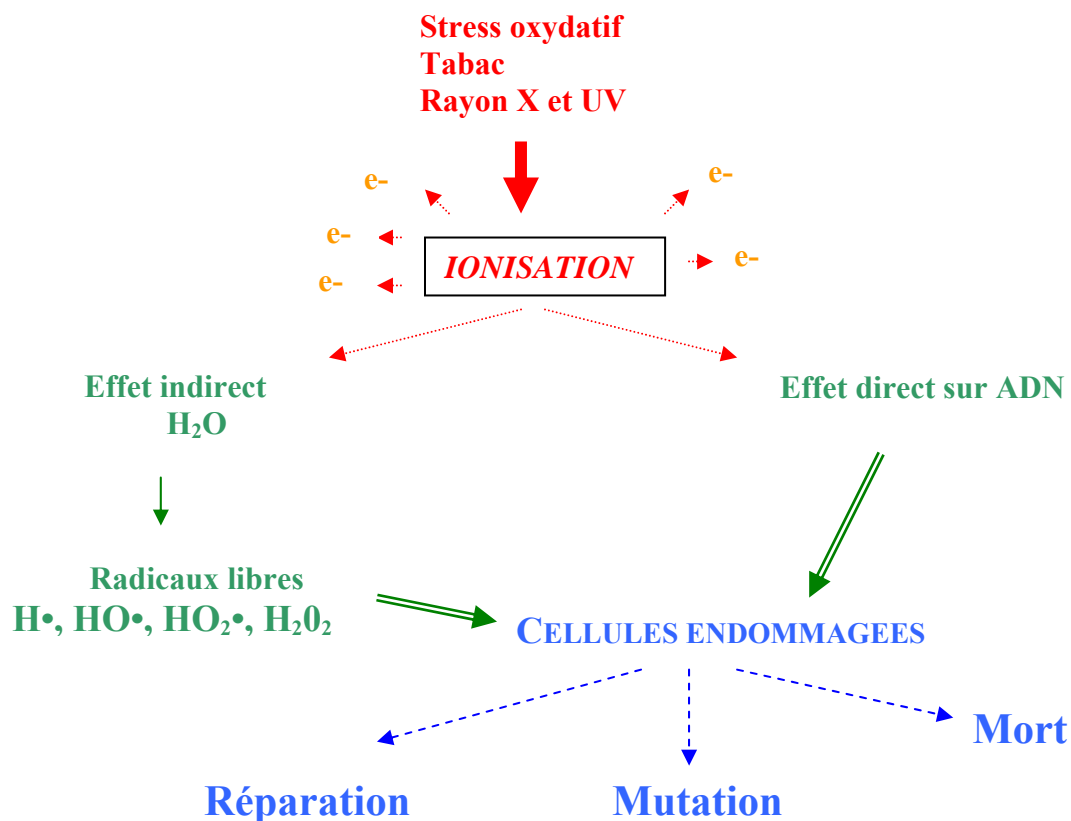 Stress oxydatif
Tabac
Rayon X et UV
e-
e-
e-
e-
e-
IONISATION
Effet indirect
H₂O
Effet direct sur ADN
Radicaux libres
H•, HO•, HO₂•, H₂0₂
CELLULES ENDOMMAGEES
Mort
Réparation
Mutation